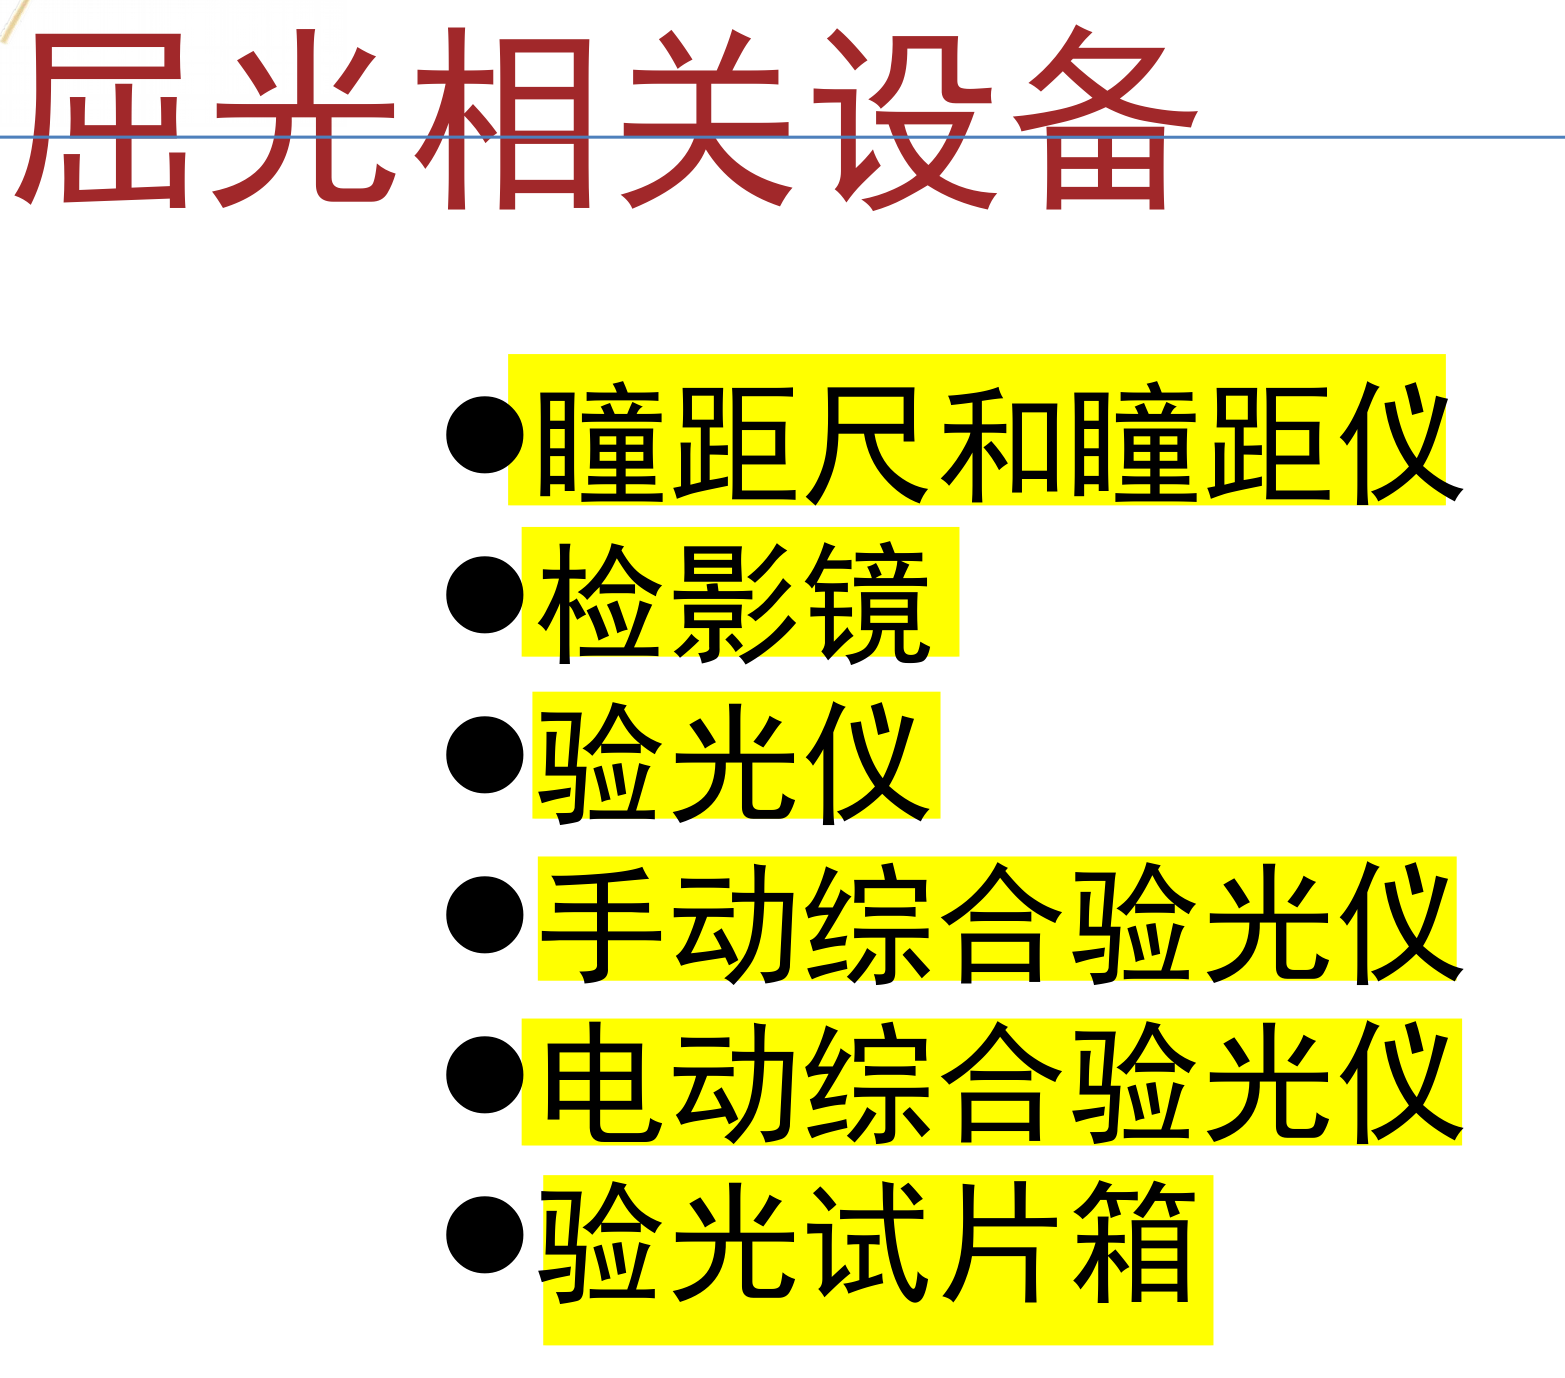 屈光相关设备
●瞳距尺和瞳距仪
●检影镜
●验光仪
●手动综合验光仪
●电动综合验光仪
●验光试片箱